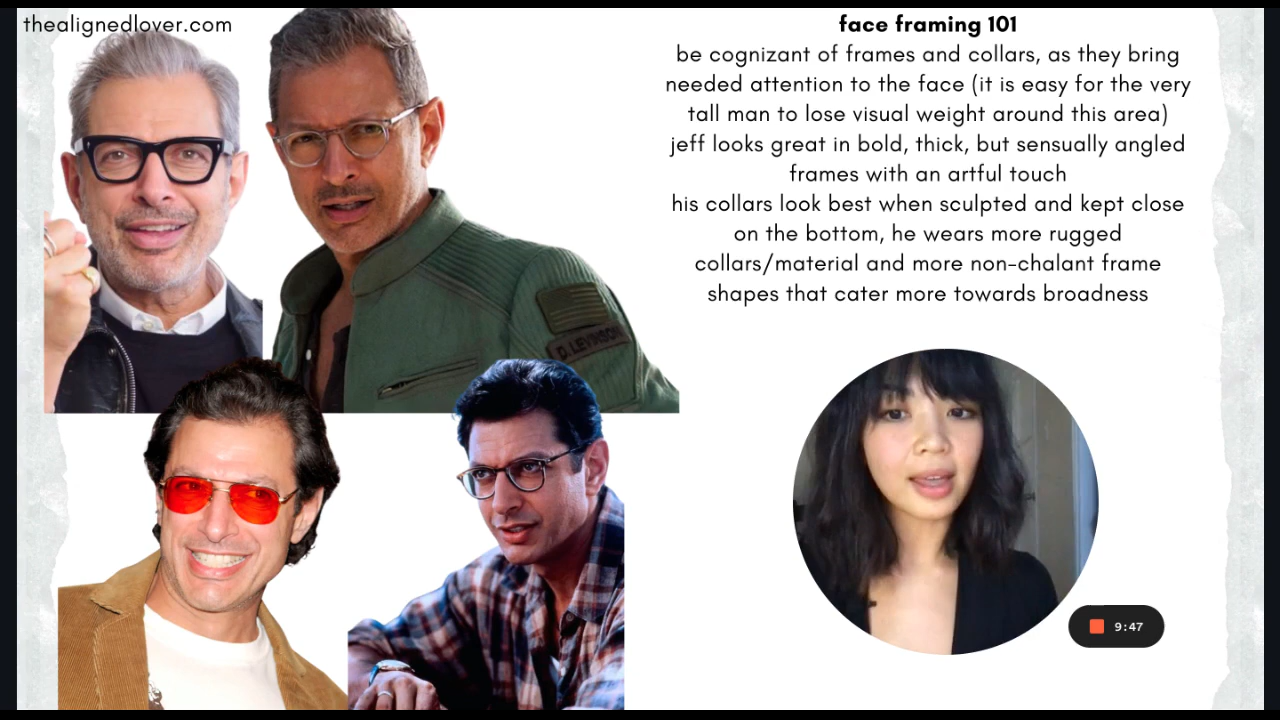 thealignedlover.com
face framing 101
be cognizant of frames and collars, as they bring
needed attention to the face (it is easy for the very
tall man to lose visual weight around this area)
jeff looks great in bold, thick, but sensually angled
frames with an artful touch
his collars look best when sculpted and kept close
on the bottom, he wears more rugged
collars/material and more non-chalant frame
shapes that cater more towards broadness
D. LEVINSON
9:47